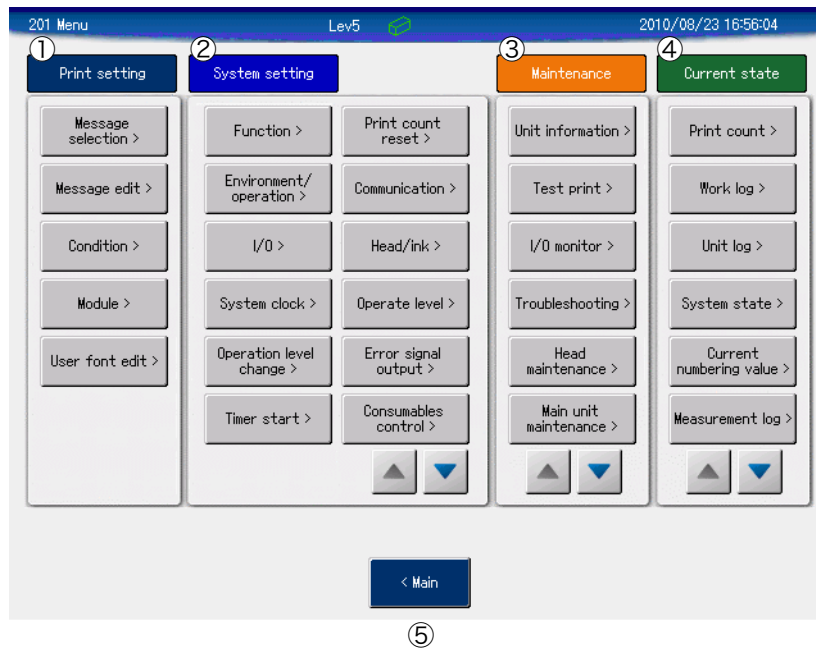 201 Menu Lev5 2010/08/23 16:56:04
① ② ③ ④
Print setting System setting Maintenance Current state
Message
selection >
Message edit >
Condition >
Module >
User font edit >
Function >
Print count
reset >
Environment/
operation >
Communication >
I/O >
Head/ink >
System clock >
Operate level >
Operation level
change >
Error signal
output >
Timer start >
Consumables
control >
Unit information >
Test print >
I/O monitor >
Troubleshooting >
Head
maintenance >
Main unit
maintenance >
Print count >
Work log >
Unit log >
System state >
Current
numbering value >
Measurement log >
< Main
⑤